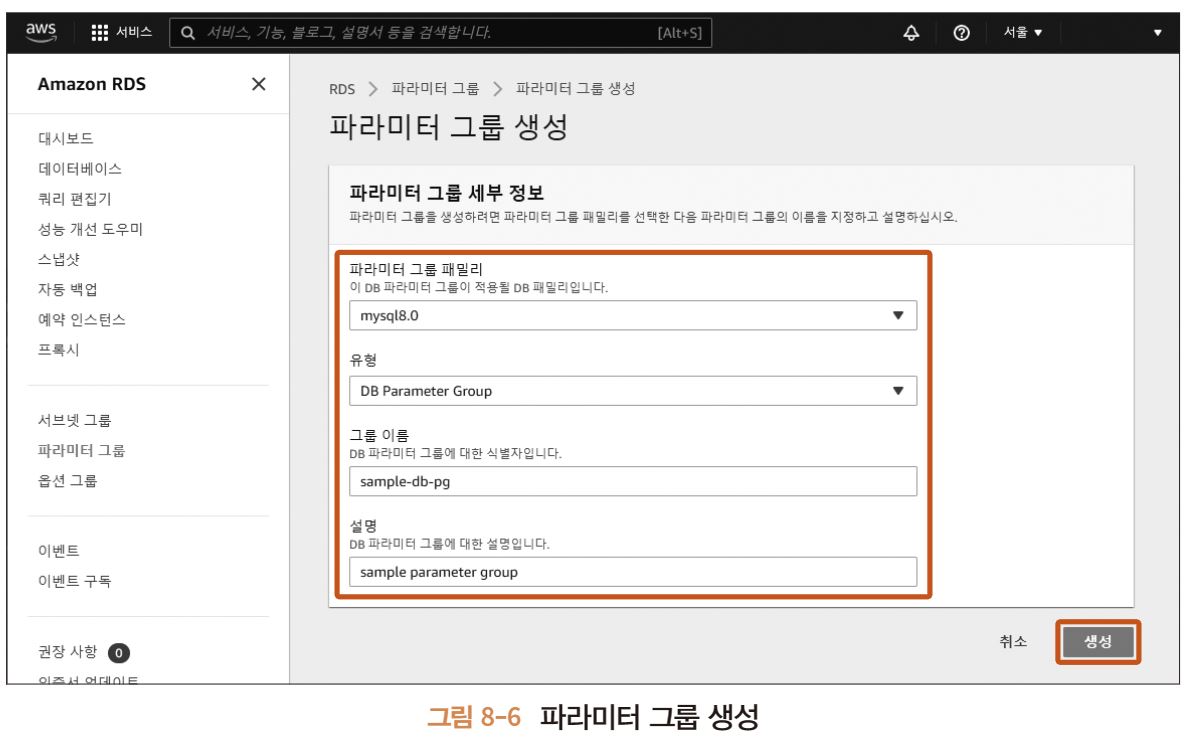 aws
서비스
서비스, 기능, 블로그, 설명서 등을 검색합니다.
[Alt+S]
서울
Amazon RDS
대시보드
데이터베이스
쿼리 편집기
성능 개선 도우미
스냅샷
자동 백업
예약 인스턴스
프록시
서브넷 그룹
파라미터 그룹
옵션 그룹
이벤트
이벤트 구독
권장 사항 0
인증서 업데이트
RDS > 파라미터 그룹 > 파라미터 그룹 생성
파라미터 그룹 생성
파라미터 그룹 세부 정보
파라미터 그룹을 생성하려면 파라미터 그룹 패밀리를 선택한 다음 파라미터 그룹의 이름을 지정하고 설명하십시오.
파라미터 그룹 패밀리
이 DB 파라미터 그룹이 적용될 DB 패밀리입니다.
mysql8.0
유형
DB Parameter Group
그룹 이름
DB 파라미터 그룹에 대한 식별자입니다.
sample-db-pg
설명
DB 파라미터 그룹에 대한 설명입니다.
sample parameter group
취소
생성
그림 8-6 파라미터 그룹 생성